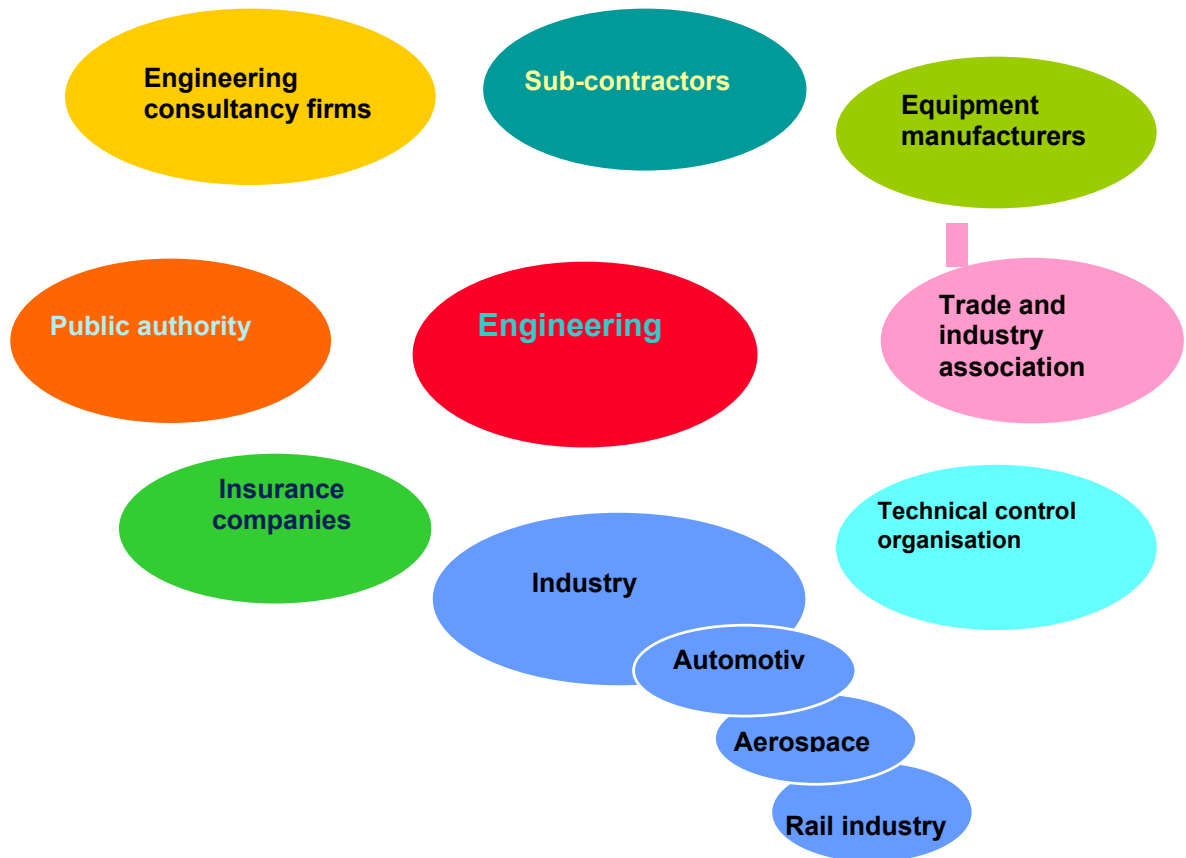 Engineering
consultancy firms
Sub-contractors
Equipment
manufacturers
Public authority
Engineering
Trade and
industry
association
Insurance
companies
Technical control
organisation
Industry
Automotiv
Aerospace
Rail industry